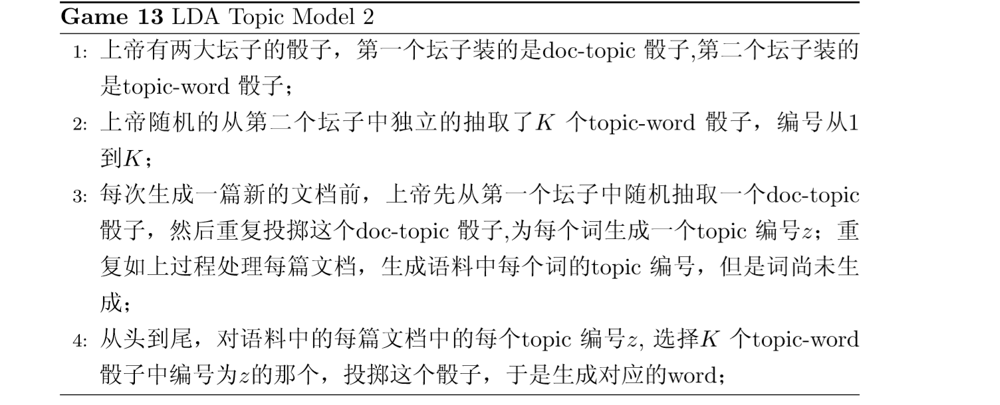 Game 13 LDA Topic Model 2
1: 上帝有两大坛子的骰子，第一个坛子装的是doc-topic 骰子,第二个坛子装的
是topic-word 骰子；
2: 上帝随机的从第二个坛子中独立的抽取了K 个topic-word 骰子，编号从1
到K；
3: 每次生成一篇新的文档前，上帝先从第一个坛子中随机抽取一个doc-topic
骰子，然后重复投掷这个doc-topic 骰子,为每个词生成一个topic 编号z；重
复如上过程处理每篇文档，生成语料中每个词的topic 编号，但是词尚未生
成；
4: 从头到尾，对语料中的每篇文档中的每个topic 编号z, 选择K 个topic-word
骰子中编号为z的那个，投掷这个骰子，于是生成对应的word；